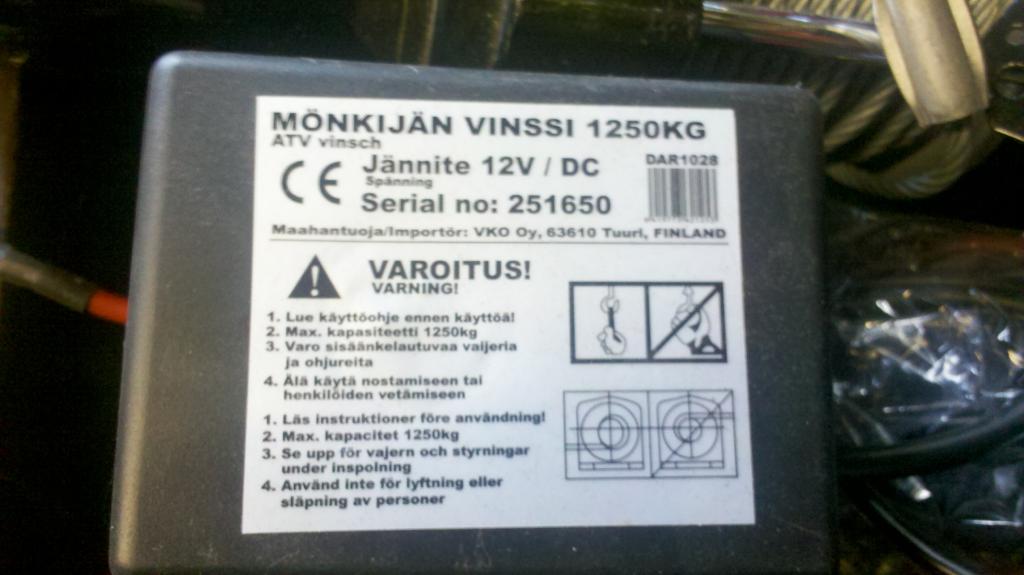 MÖNKIJÄN VINSSI 1250KG
ATV vinsch
CE
Jännite 12V / DC
Spänning
Serial no: 251650
DAR1028
Maahantuoja/Importör: VKO Oy, 63610 Tuuri, FINLAND
VAROITUS!
VARNING!
1. Lue käyttöohje ennen käyttöä!
2. Max. kapasiteetti 1250kg
3. Varo sisäänkelautuvaa vaijeria
ja ohjureita
4. Älä käytä nostamiseen tai
henkilöiden vetämiseen
1. Läs instruktioner före användning!
2. Max. kapacitet 1250kg
3. Se upp för vajern och styrningar
under inspolning
4. Använd inte för lyftning eller
släpning av personer